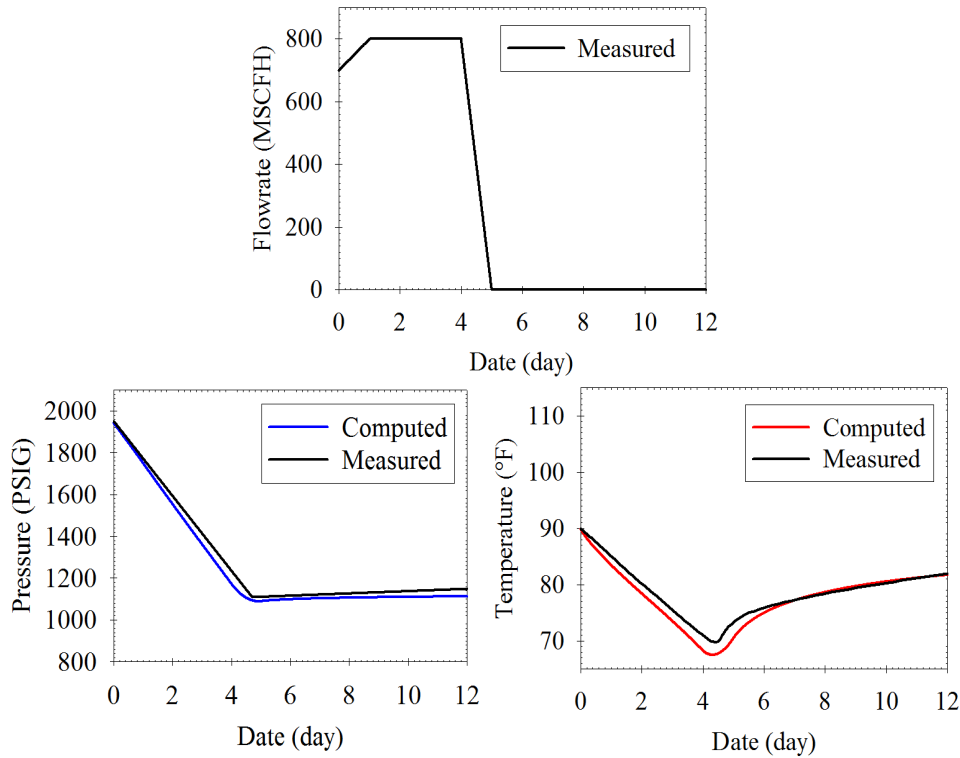 Flowrate (MSCFH)
800
600
400
200
0
Measured
0 2 4 6 8 10 12
Date (day)
Pressure (PSIG)
2000
1800
1600
1400
1200
1000
800
Computed
Measured
0 2 4 6 8 10 12
Date (day)
Temperature (°F)
110
100
90
80
70
Computed
Measured
0 2 4 6 8 10 12
Date (day)